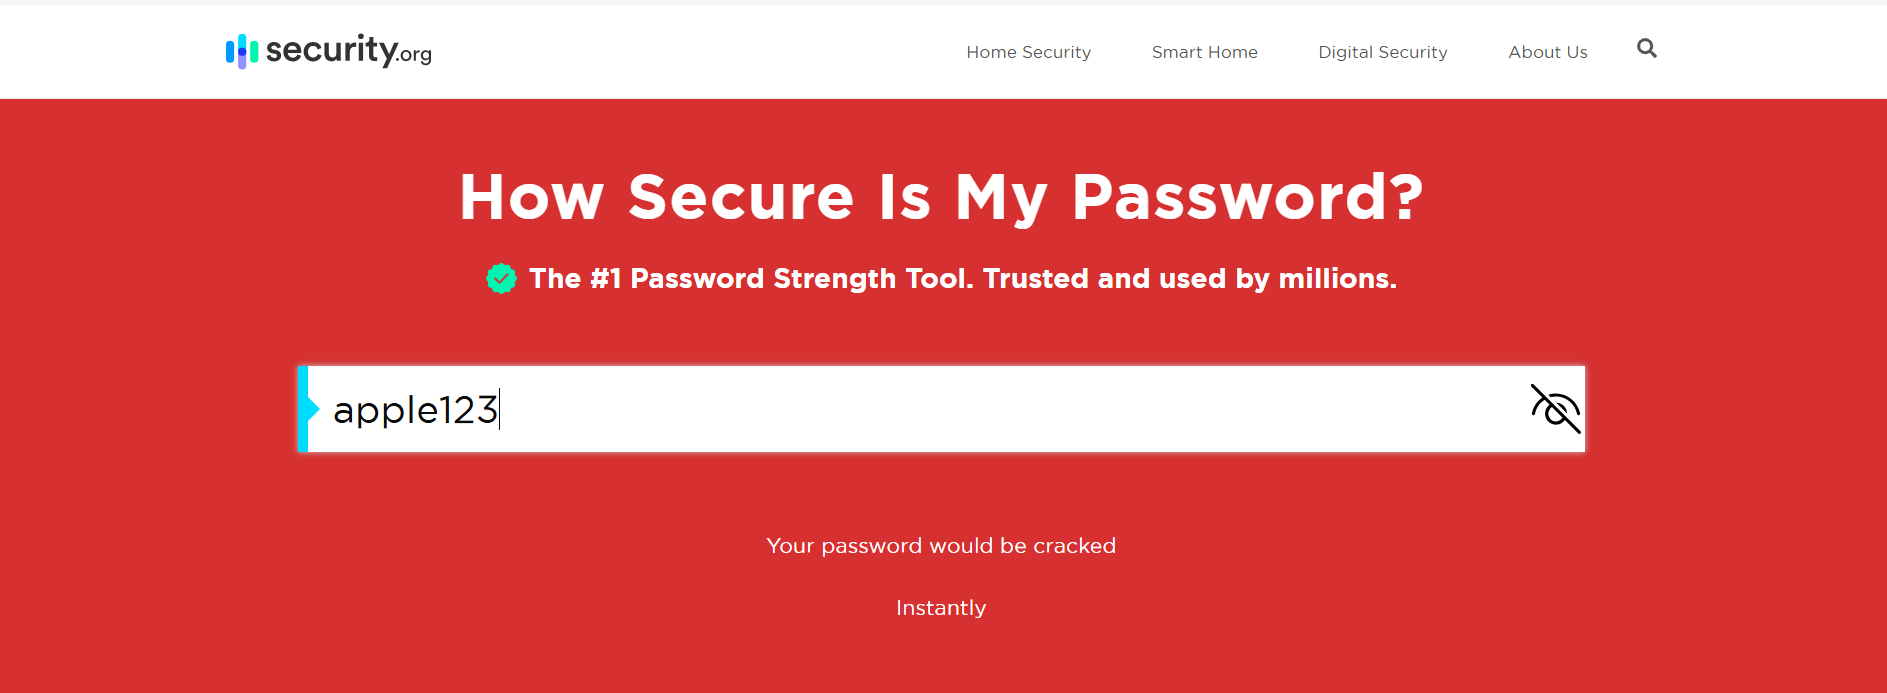 security.org
Home Security Smart Home Digital Security About Us
How Secure Is My Password?
The #1 Password Strength Tool. Trusted and used by millions.
apple123
Your password would be cracked
Instantly